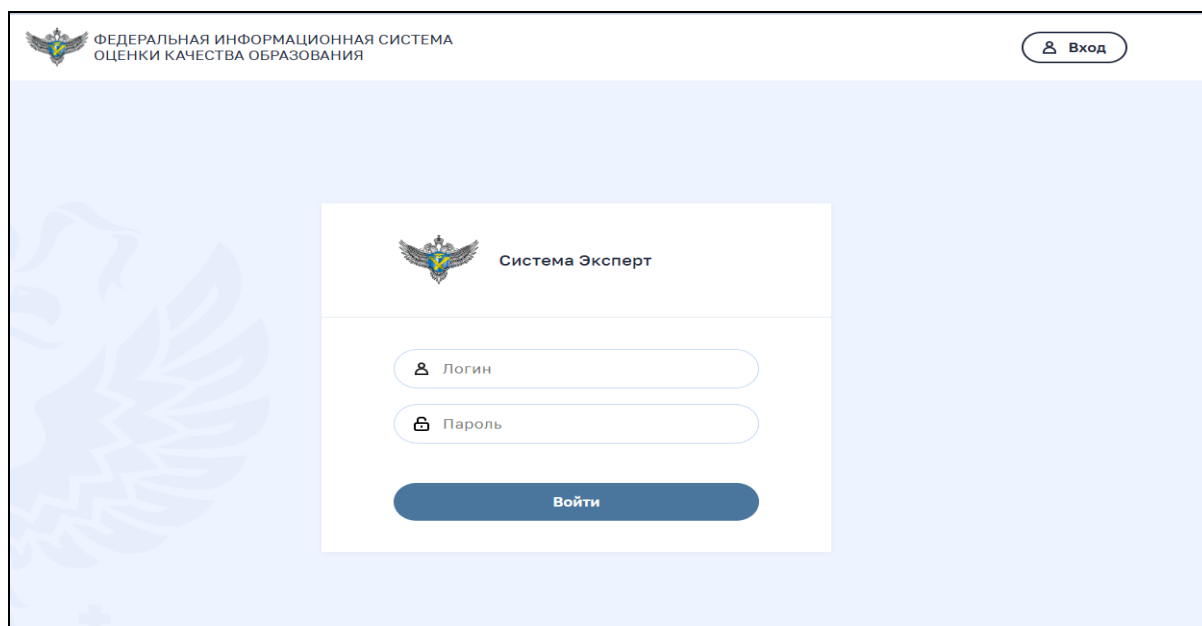 ФЕДЕРАЛЬНАЯ ИНФОРМАЦИОННАЯ СИСТЕМА
ОЦЕНКИ КАЧЕСТВА ОБРАЗОВАНИЯ
Вход
Система Эксперт
Логин
Пароль
Войти